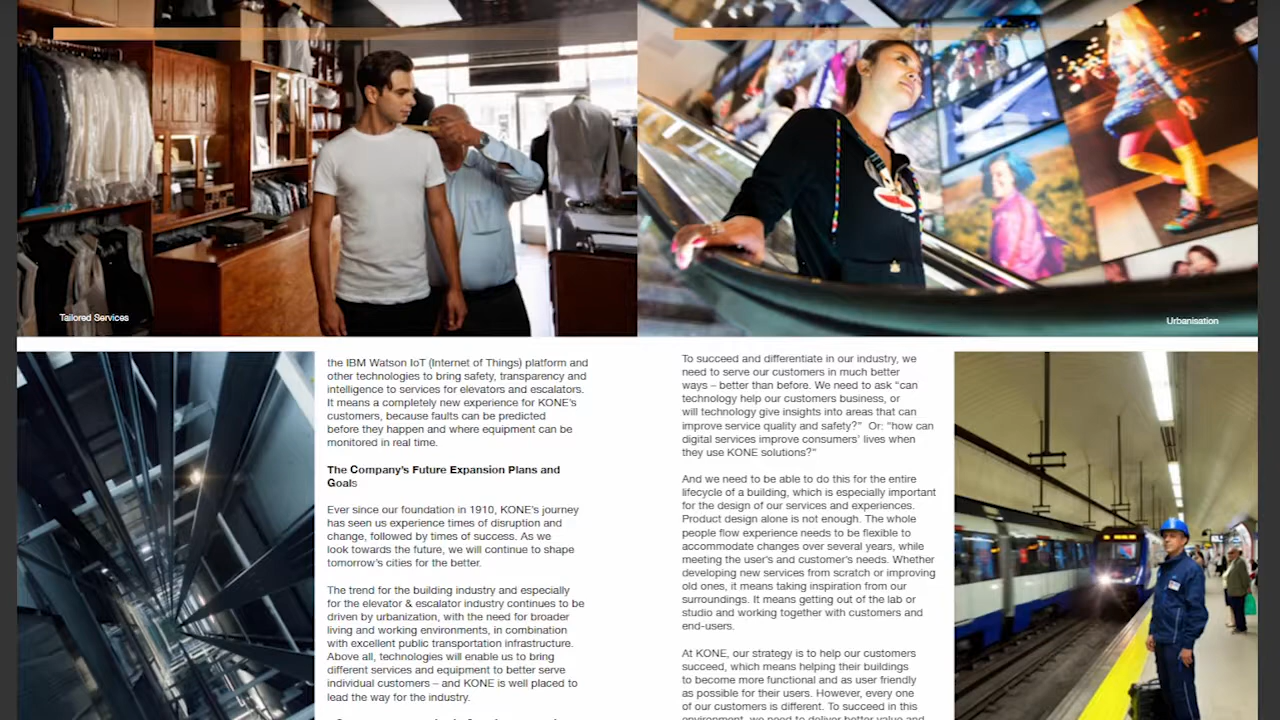 Tailored Services
Urbanisation
the IBM Watson IoT (Internet of Things) platform and
other technologies to bring safety, transparency and
intelligence to services for elevators and escalators.
It means a completely new experience for KONE's
customers, because faults can be predicted
before they happen and where equipment can be
monitored in real time.
The Company's Future Expansion Plans and
Goals
Ever since our foundation in 1910, KONE's journey
has seen us experience times of disruption and
change, followed by times of success. As we
look towards the future, we will continue to shape
tomorrow's cities for the better.
The trend for the building industry and especially
for the elevator & escalator industry continues to be
driven by urbanization, with the need for broader
living and working environments, in combination
with excellent public transportation infrastructure.
Above all, technologies will enable us to bring
different services and equipment to better serve
individual customers – and KONE is well placed to
lead the way for the industry.
To succeed and differentiate in our industry, we
need to serve our customers in much better
ways – better than before. We need to ask “can
technology help our customers business, or
will technology give insights into areas that can
improve service quality and safety?”  Or: “how can
digital services improve consumers' lives when
they use KONE solutions?”
And we need to be able to do this for the entire
lifecycle of a building, which is especially important
for the design of our services and experiences.
Product design alone is not enough. The whole
people flow experience needs to be flexible to
accommodate changes over several years, while
meeting the user's and customer's needs. Whether
developing new services from scratch or improving
old ones, it means taking inspiration from our
surroundings. It means getting out of the lab or
studio and working together with customers and
end-users.
At KONE, our strategy is to help our customers
succeed, which means helping their buildings
to become more functional and as user friendly
as possible for their users. However, every one
of our customers is different. To succeed in this
environment, we need to deliver better value and